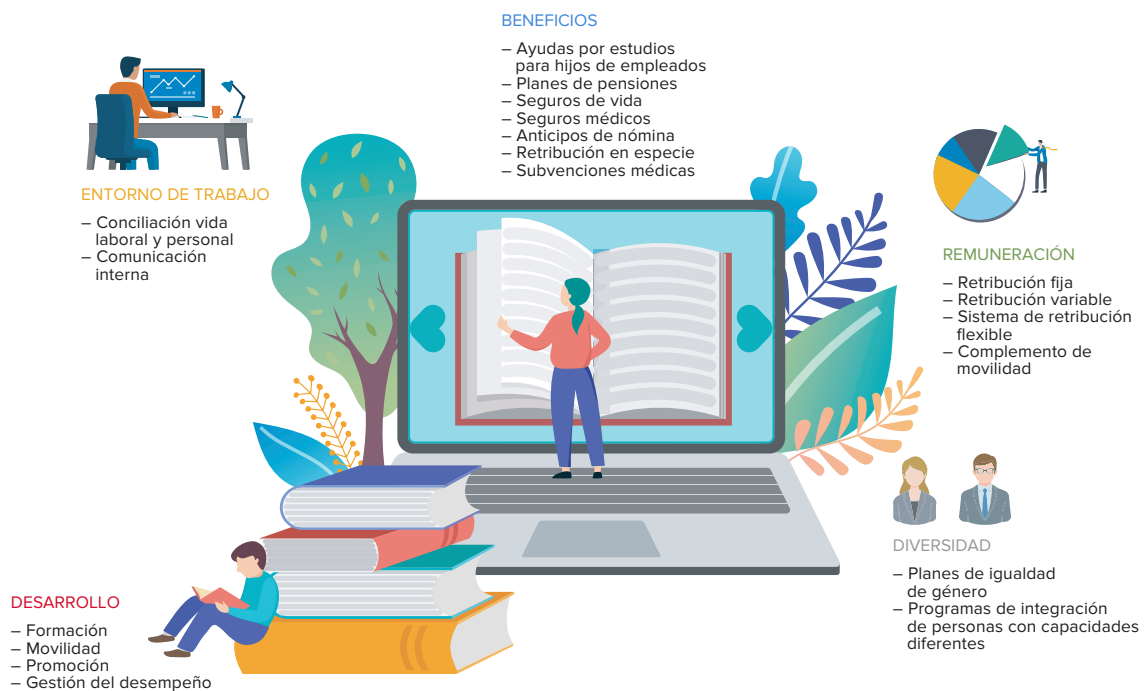 BENEFICIOS
– Ayudas por estudios
para hijos de empleados
– Planes de pensiones
– Seguros de vida
– Seguros médicos
– Anticipos de nómina
– Retribución en especie
– Subvenciones médicas
ENTORNO DE TRABAJO
– Conciliación vida
laboral y personal
– Comunicación
interna
REMUNERACIÓN
– Retribución fija
– Retribución variable
– Sistema de retribución
flexible
– Complemento de
movilidad
DIVERSIDAD
– Planes de igualdad
de género
– Programas de integración
de personas con capacidades
diferentes
DESARROLLO
– Formación
– Movilidad
– Promoción
– Gestión del desempeño